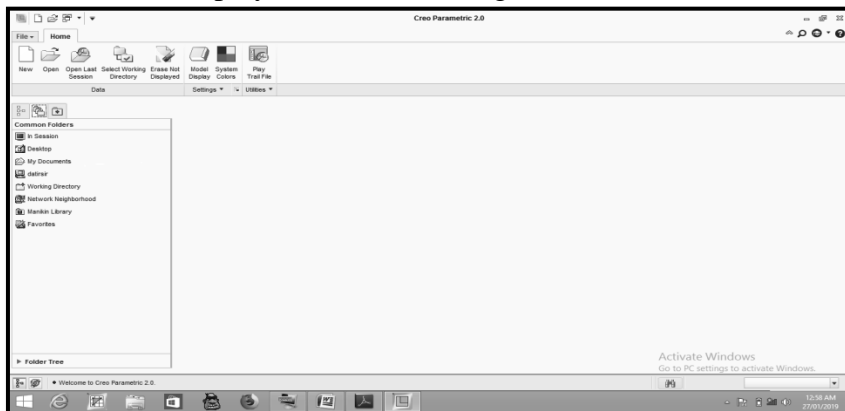 Creo Parametric 2.0
File Home
New Open Open Last Session Select Working Directory Erase Not Displayed Model Display System Colors Play Trail File
Data Settings Utilities
Common Folders
In Session
Desktop
My Documents
datirsir
Working Directory
Network Neighborhood
Manikin Library
Favorites
Folder Tree
Activate Windows
Go to PC settings to activate Windows.
• Welcome to Creo Parametric 2.0.
12:58 AM
27/01/2019